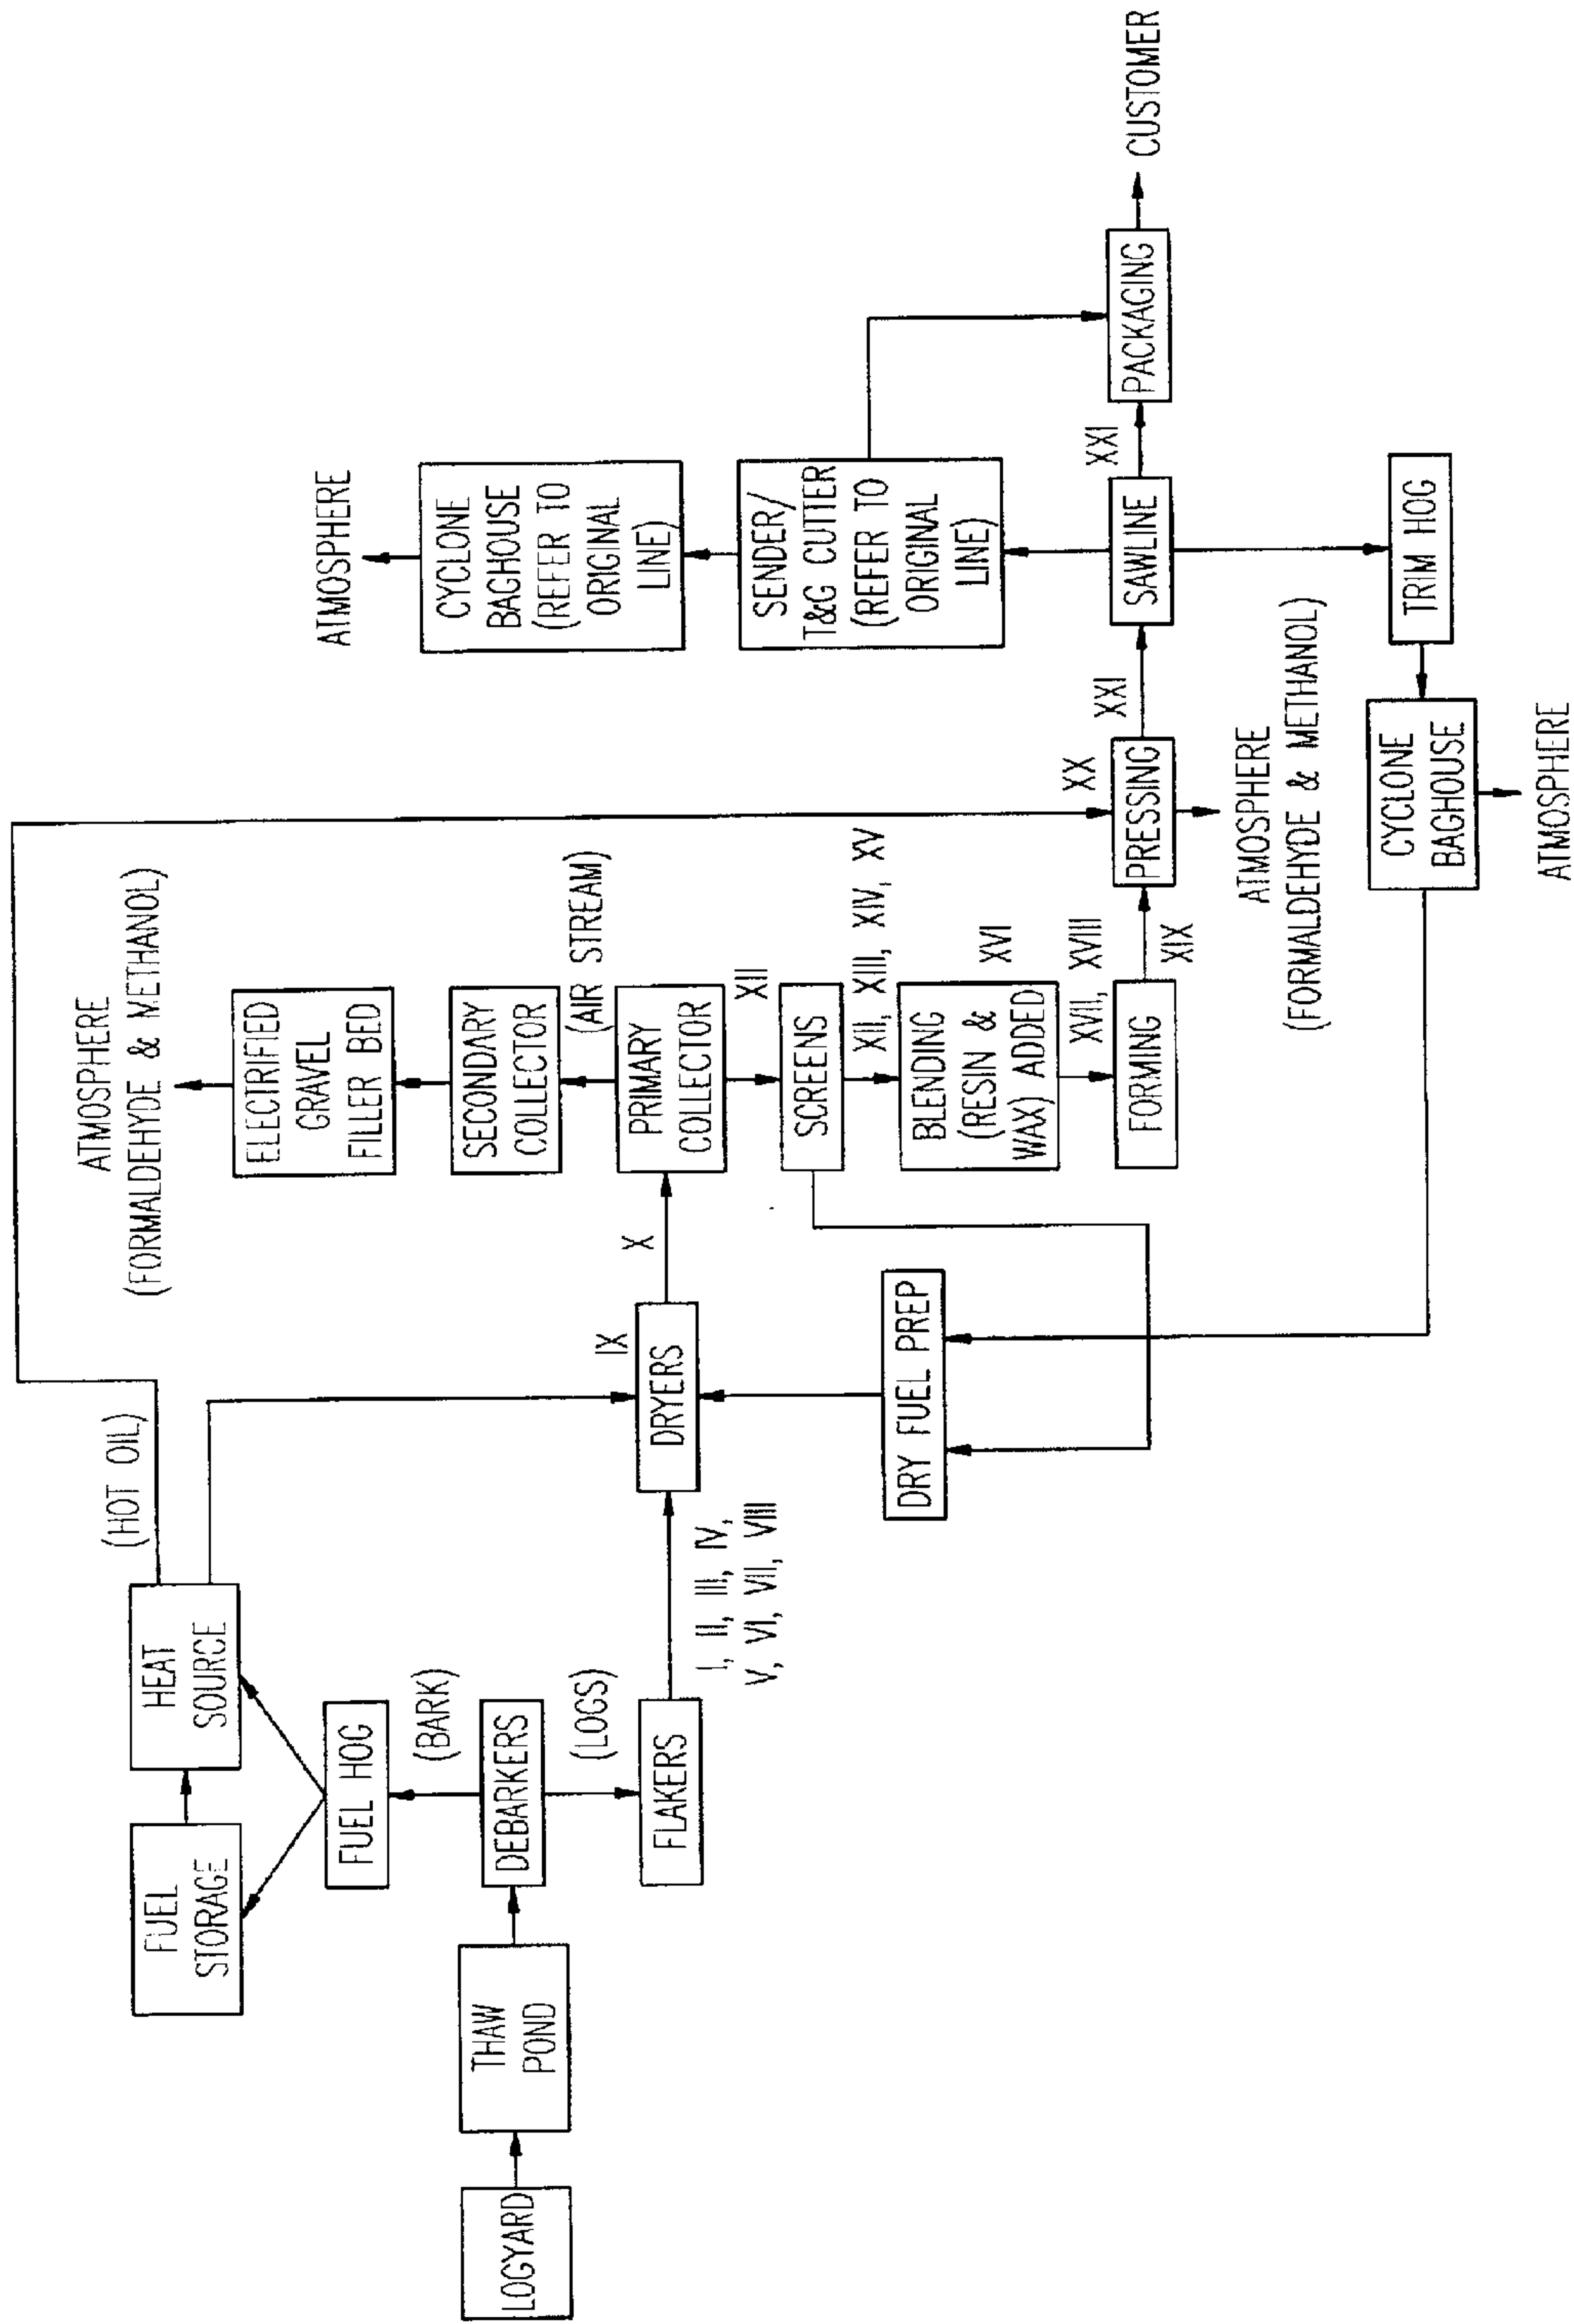 LOGYARD
THAW
POND
FUEL
STORAGE
HEAT
SOURCE
(HOT OIL)
FUEL HOG
(BARK)
DEBARKERS
(LOGS)
FLAKERS
I, II, III, IV,
V, VI, VII, VIII
IX
DRYERS
X
DRY FUEL PREP
ATMOSPHERE
(FORMALDEHYDE & METHANOL)
ELECTRIFIED
GRAVEL
FILLER BED
SECONDARY
COLLECTOR
(AIR STREAM)
PRIMARY
COLLECTOR
XII
SCREENS
XII, XIII, XIV, XV
BLENDING
(RESIN &
WAX) ADDED
XVI
XVII, XVIII
FORMING
XIX
XX
PRESSING
ATMOSPHERE
(FORMALDEHYDE & METHANOL)
XXI
ATMOSPHERE
CYCLONE
BAGHOUSE
(REFER TO
ORIGINAL
LINE)
SENDER/
T&G CUTTER
(REFER TO
ORIGINAL
LINE)
SAWLINE
XXI
PACKAGING
CUSTOMER
TRIM HOG
CYCLONE
BAGHOUSE
ATMOSPHERE